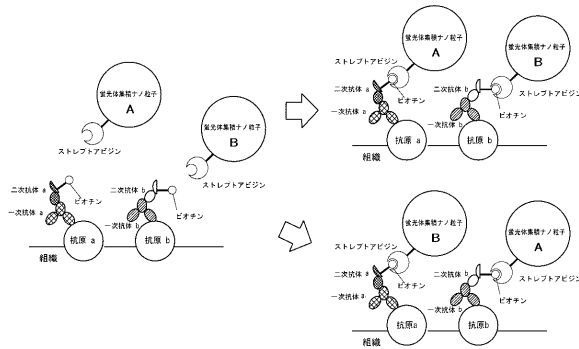 蛍光体集積ナノ粒子
A
ストレプトアビジン
蛍光体集積ナノ粒子
B
ストレプトアビジン
二次抗体 a
ビオチン
一次抗体 a
抗原 a
二次抗体 b
ビオチン
一次抗体 b
抗原 b
組織
蛍光体集積ナノ粒子
A
ストレプトアビジン
二次抗体 a
ビオチン
一次抗体 a
抗原 a
蛍光体集積ナノ粒子
B
ストレプトアビジン
二次抗体 b
ビオチン
一次抗体 b
抗原 b
組織
蛍光体集積ナノ粒子
B
ストレプトアビジン
二次抗体 a
ビオチン
一次抗体 a
抗原a
蛍光体集積ナノ粒子
A
ストレプトアビジン
二次抗体 b
ビオチン
一次抗体 b
抗原b
組織